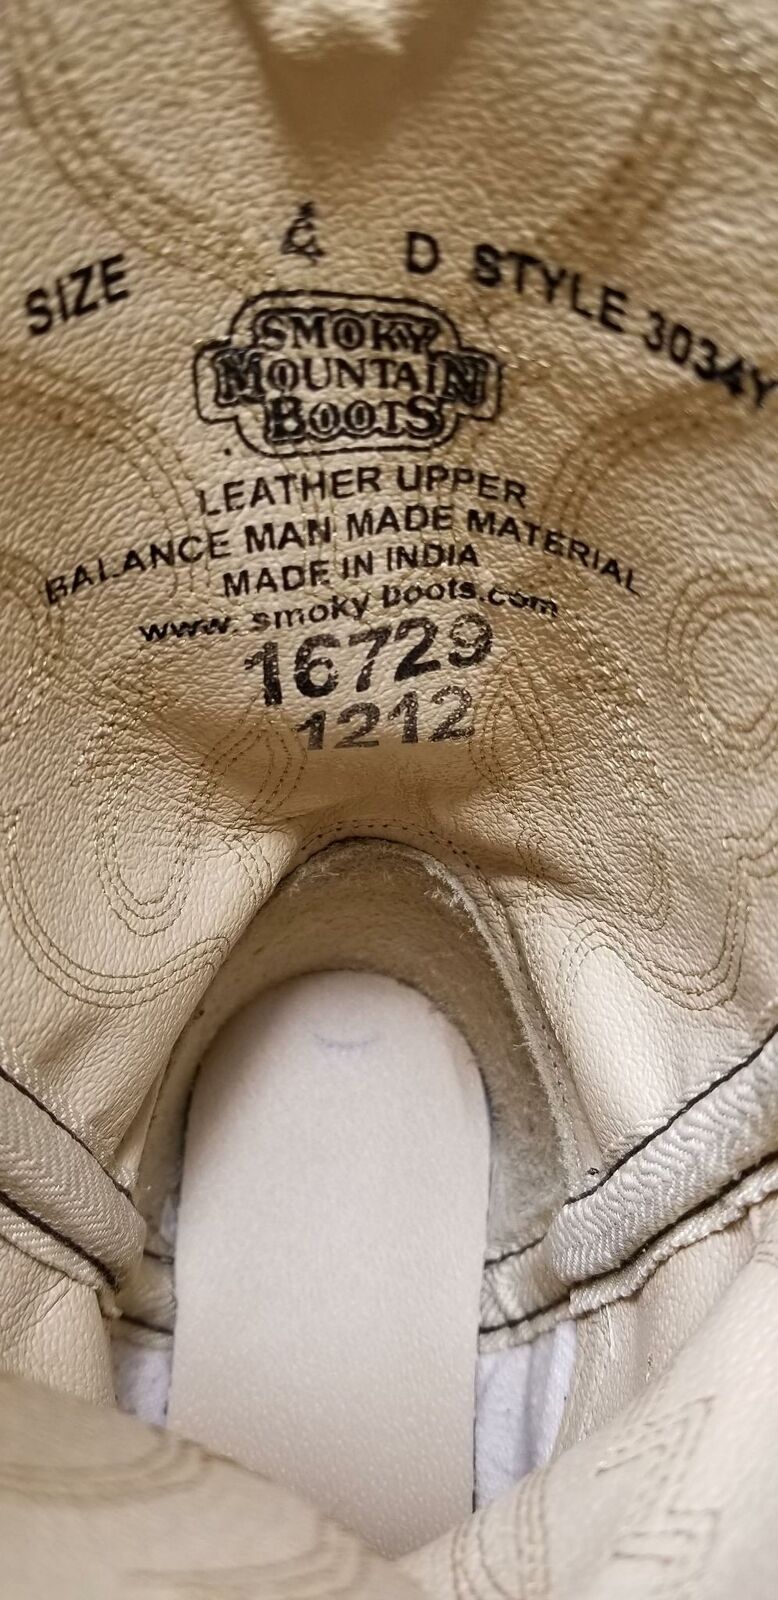 SIZE D STYLE 3034Y
SMOKY
MOUNTAIN
BOOTS
LEATHER UPPER
BALANCE MAN MADE MATERIAL
MADE IN INDIA
www. smoky boots.com
16729
1212